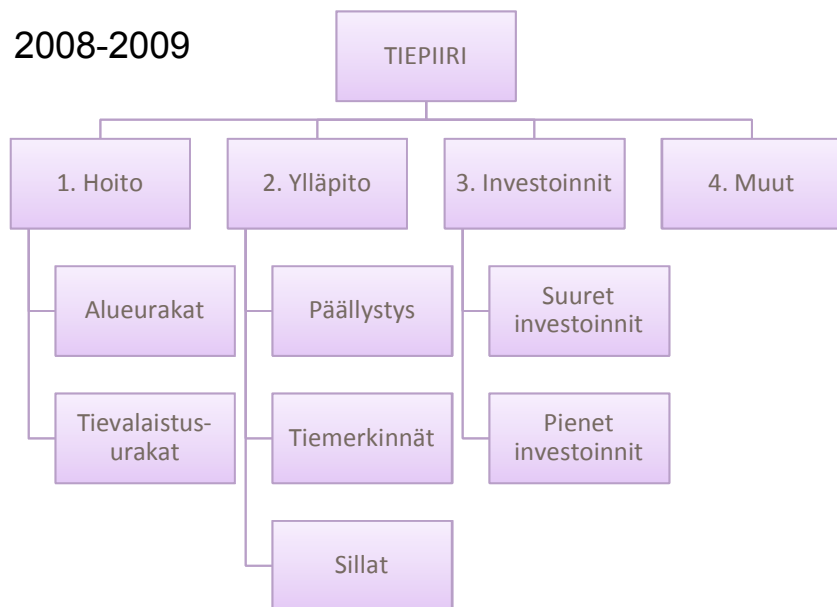 2008-2009
TIEPIIRI
1. Hoito
2. Ylläpito
3. Investoinnit
4. Muut
Alueurakat
Päällystys
Suuret
investoinnit
Tievalaistus-
urakat
Tiemerkinnät
Pienet
investoinnit
Sillat